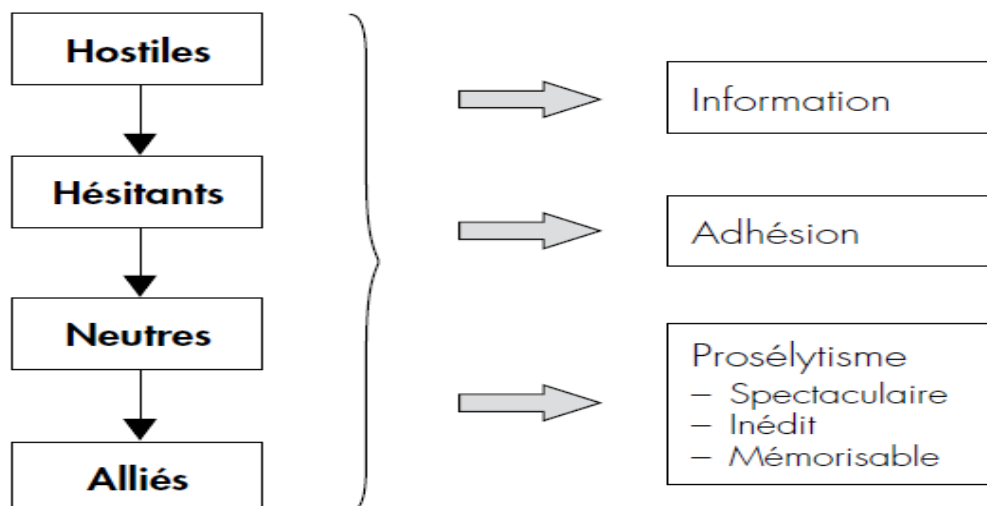 Hostiles
Hésitants
Neutres
Alliés
Information
Adhésion
Prosélytisme
– Spectaculaire
– Inédit
– Mémorisable